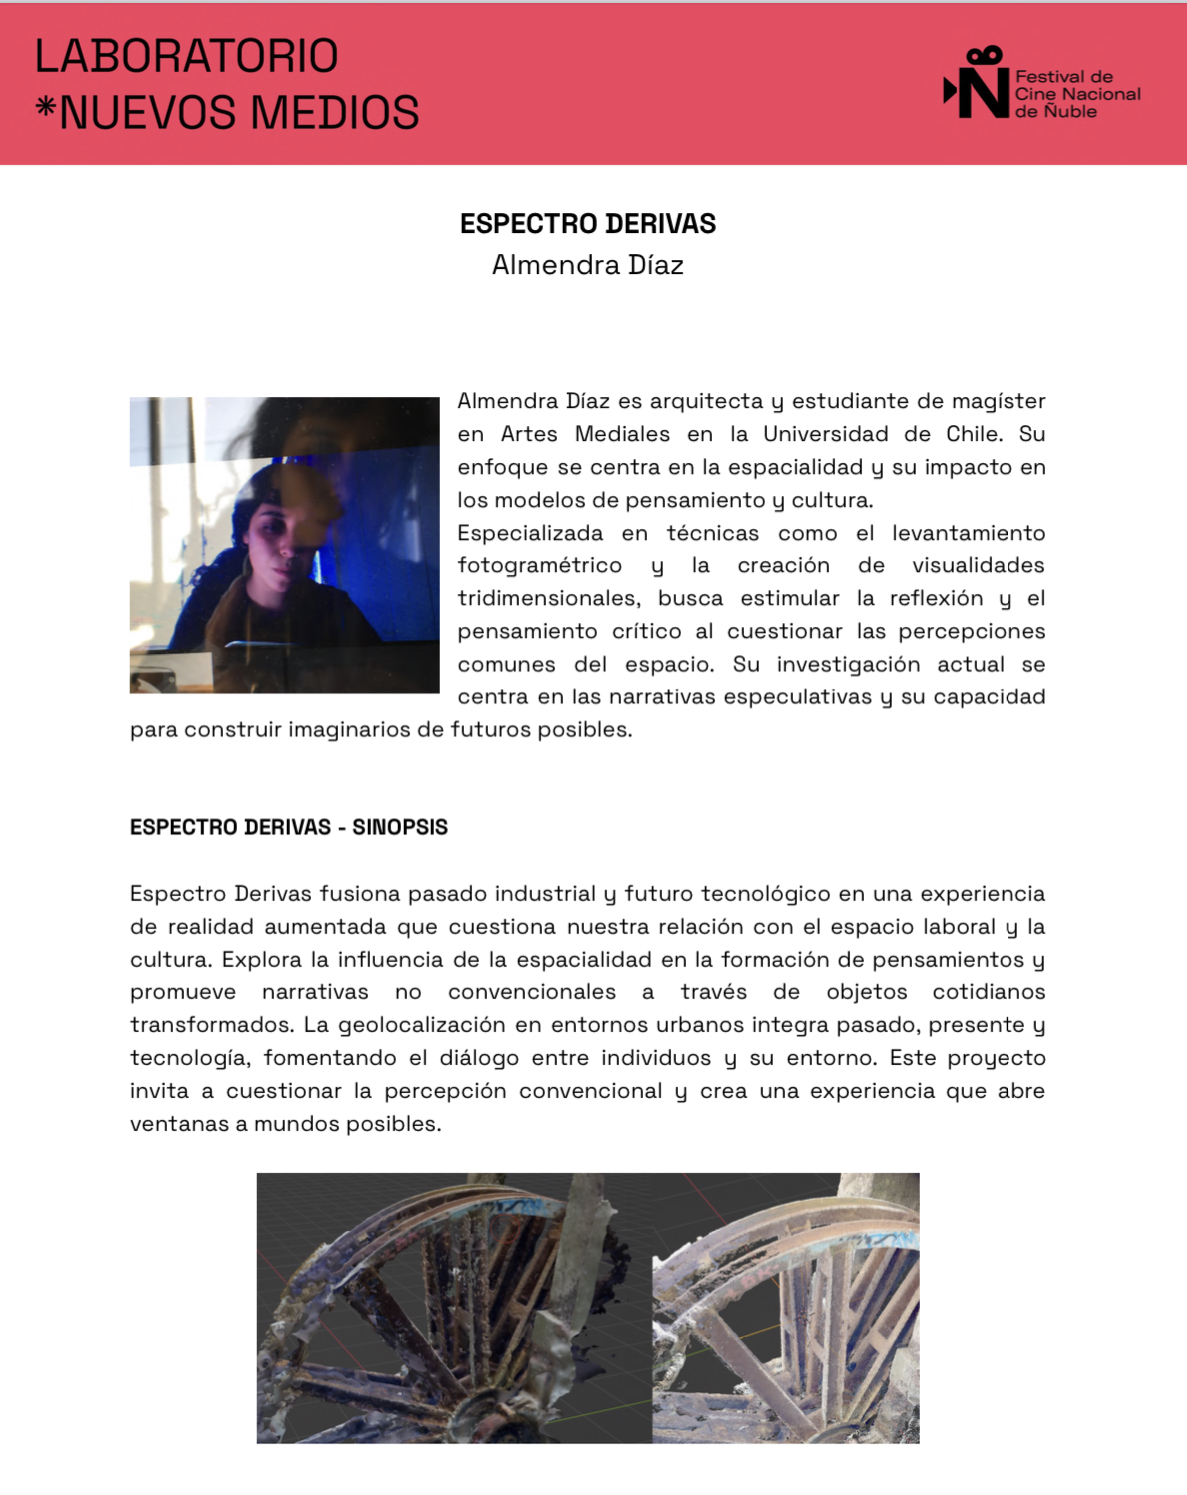 LABORATORIO
*NUEVOS MEDIOS
Festival de
Cine Nacional
de Ñuble
ESPECTRO DERIVAS
Almendra Díaz
Almendra Díaz es arquitecta y estudiante de magíster
en Artes Mediales en la Universidad de Chile. Su
enfoque se centra en la espacialidad y su impacto en
los modelos de pensamiento y cultura.
Especializada en técnicas como el levantamiento
fotogramétrico y la creación de visualidades
tridimensionales, busca estimular la reflexión y el
pensamiento crítico al cuestionar las percepciones
comunes del espacio. Su investigación actual se
centra en las narrativas especulativas y su capacidad
para construir imaginarios de futuros posibles.
ESPECTRO DERIVAS - SINOPSIS
Espectro Derivas fusiona pasado industrial y futuro tecnológico en una experiencia
de realidad aumentada que cuestiona nuestra relación con el espacio laboral y la
cultura. Explora la influencia de la espacialidad en la formación de pensamientos y
promueve narrativas no convencionales a través de objetos cotidianos
transformados. La geolocalización en entornos urbanos integra pasado, presente y
tecnología, fomentando el diálogo entre individuos y su entorno. Este proyecto
invita a cuestionar la percepción convencional y crea una experiencia que abre
ventanas a mundos posibles.